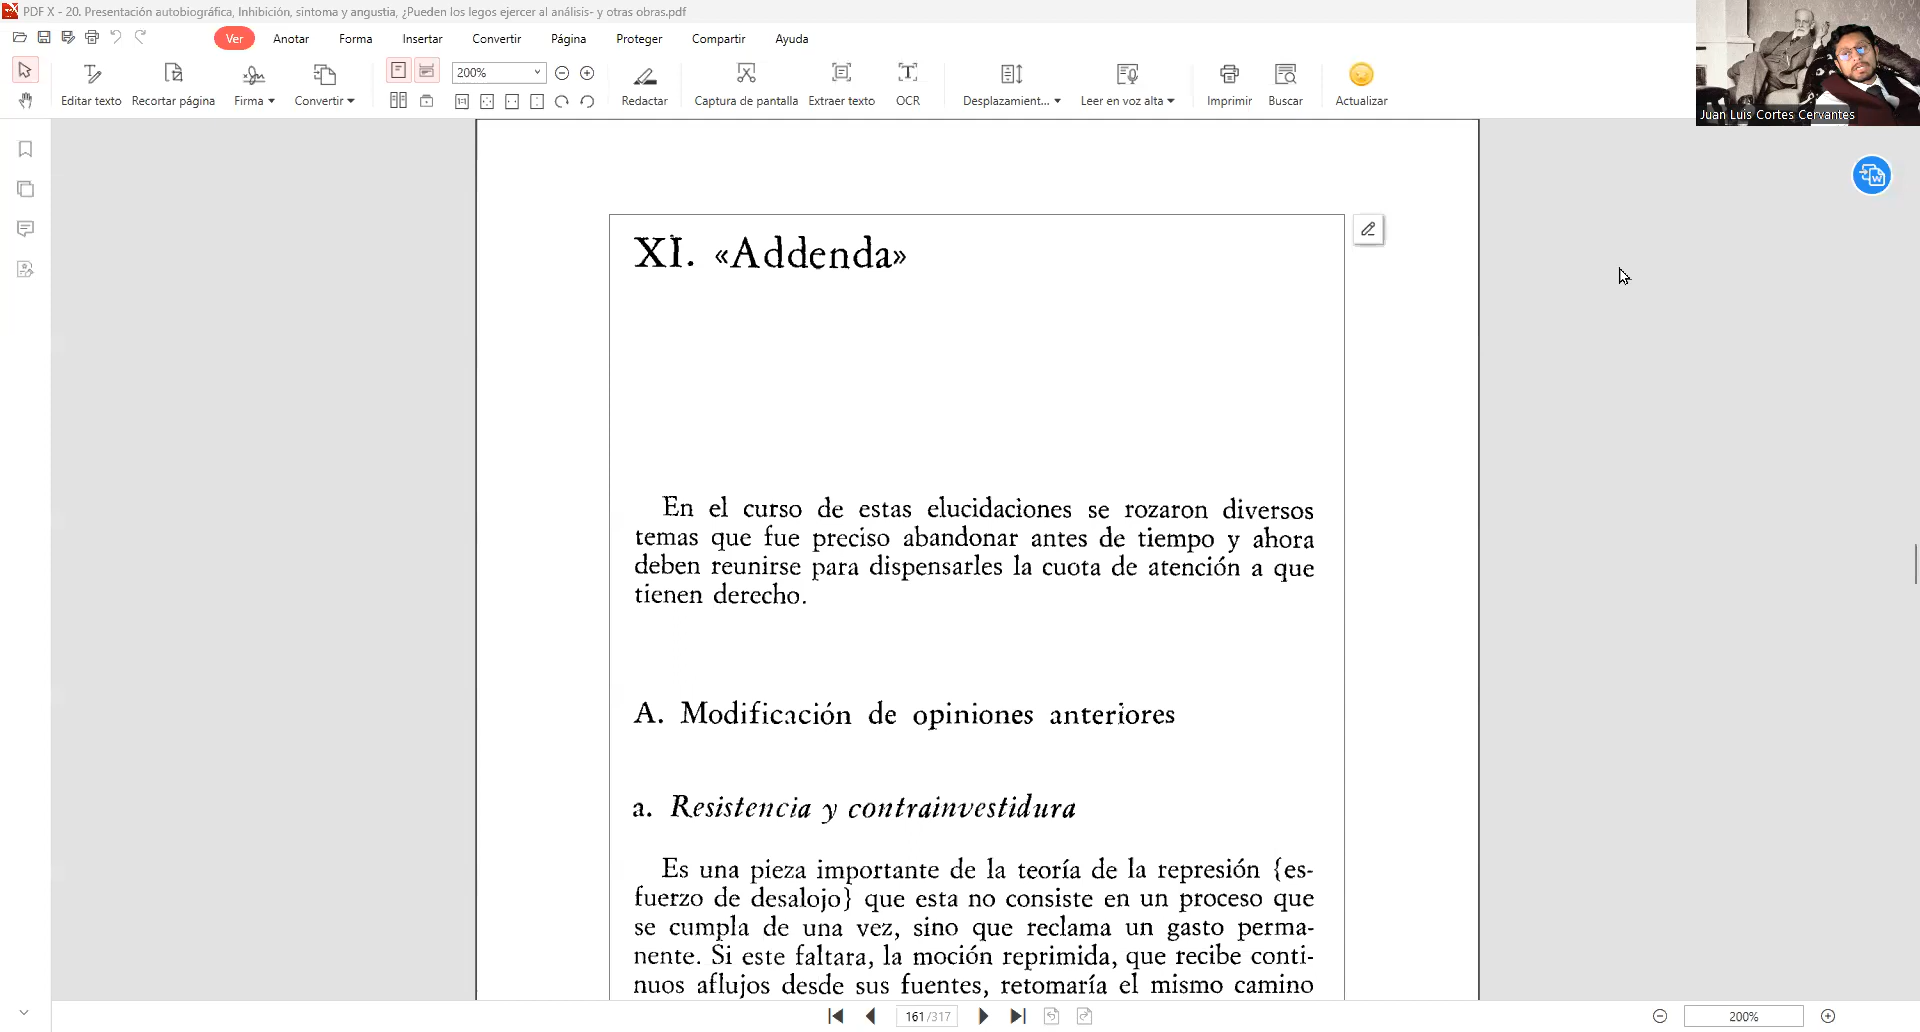 PDF X - 20. Presentación autobiográfica, Inhibición, síntoma y angustia, ¿Pueden los legos ejercer al análisis- y otras obras.pdf
Ver Anotar Forma Insertar Convertir Página Proteger Compartir Ayuda
200%
Editar texto Recortar página Firma Convertir Redactar Captura de pantalla Extraer texto OCR Desplazamient... Leer en voz alta Imprimir Buscar Actualizar
Juan Luis Cortes Cervantes
XI. «Addenda»
En el curso de estas elucidaciones se rozaron diversos
temas que fue preciso abandonar antes de tiempo y ahora
deben reunirse para dispensarles la cuota de atención a que
tienen derecho.
A. Modificación de opiniones anteriores
a. Resistencia y contrainvestidura
Es una pieza importante de la teoría de la represión {es-
fuerzo de desalojo} que esta no consiste en un proceso que
se cumpla de una vez, sino que reclama un gasto perma-
nente. Si este faltara, la moción reprimida, que recibe conti-
nuos aflujos desde sus fuentes, retomaría el mismo camino
161/317
200%